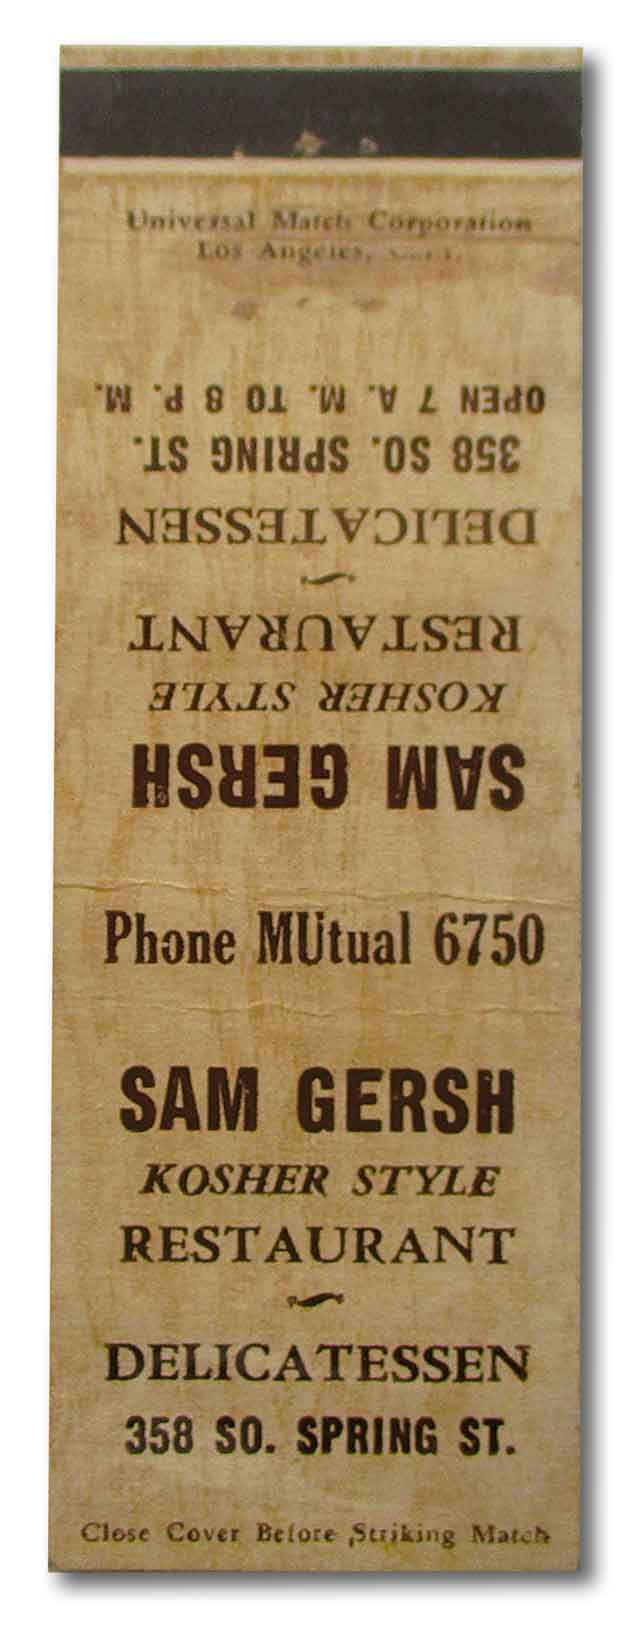 Universal Match Corporation
Los Angeles,
SAM GERSH
KOSHER STYLE
RESTAURANT
DELICATESSEN
358 SO. SPRING ST.
OPEN 7 A. M. TO 8 P. M.
Phone MUtual 6750
SAM GERSH
KOSHER STYLE
RESTAURANT
DELICATESSEN
358 SO. SPRING ST.
Close Cover Before Striking Match